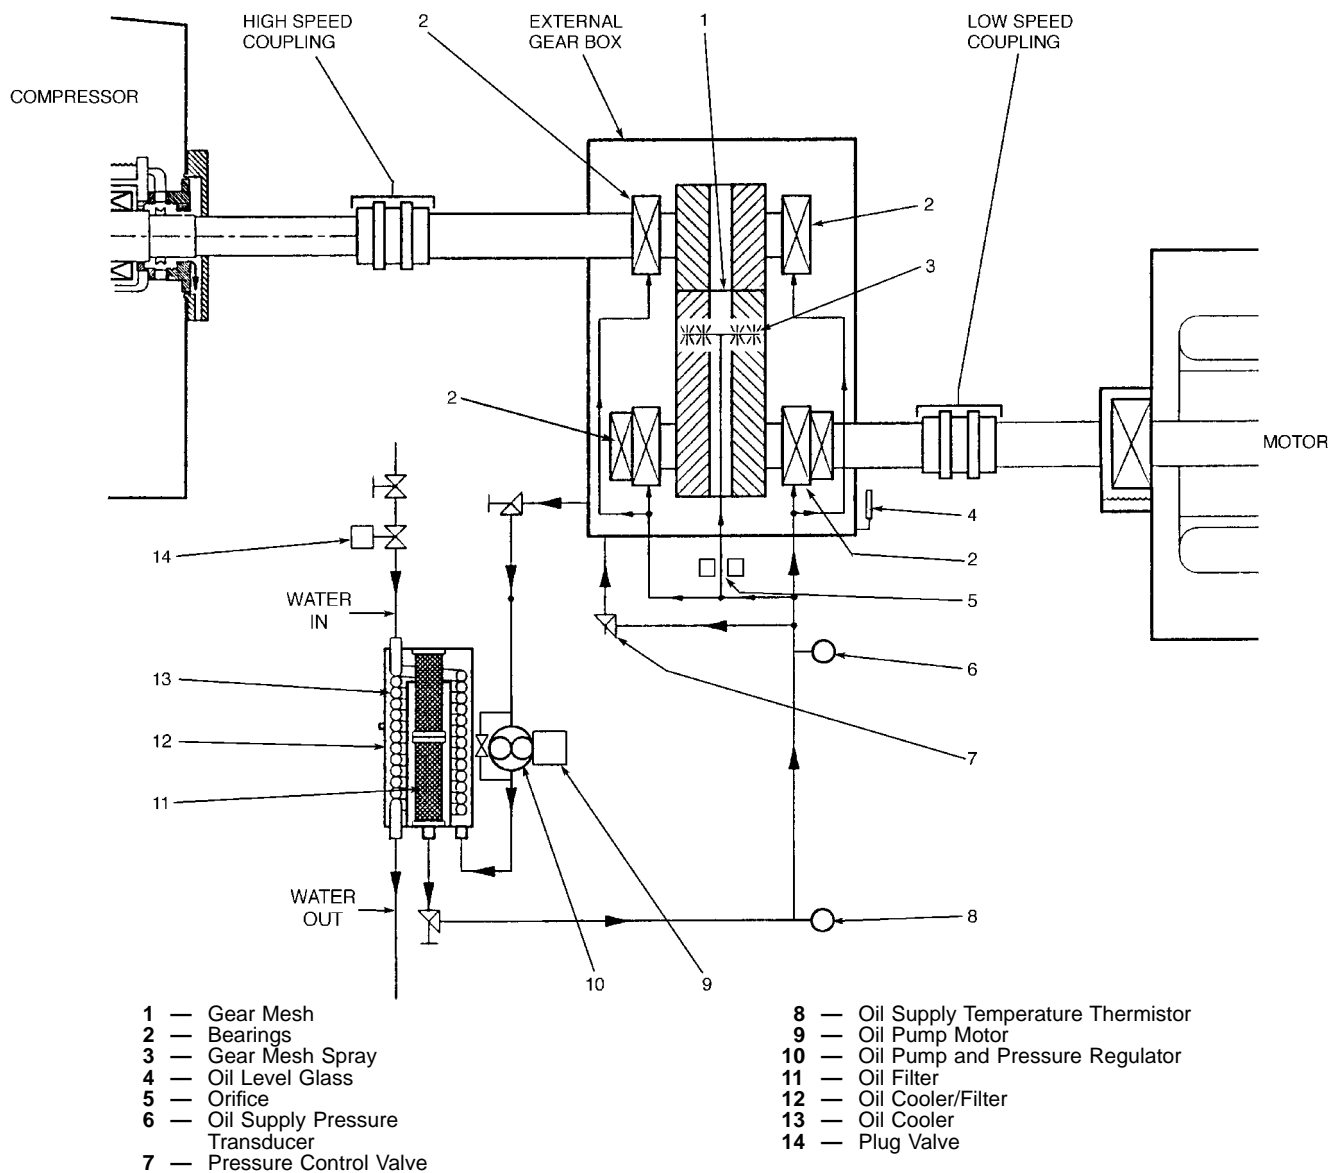 HIGH SPEED
COUPLING
2
EXTERNAL
GEAR BOX
1
LOW SPEED
COUPLING
COMPRESSOR
2
3
2
MOTOR
4
14
2
5
WATER
IN
6
13
12
7
11
WATER
OUT
8
10
9
1 — Gear Mesh
2 — Bearings
3 — Gear Mesh Spray
4 — Oil Level Glass
5 — Orifice
6 — Oil Supply Pressure
Transducer
7 — Pressure Control Valve
8 — Oil Supply Temperature Thermistor
9 — Oil Pump Motor
10 — Oil Pump and Pressure Regulator
11 — Oil Filter
12 — Oil Cooler/Filter
13 — Oil Cooler
14 — Plug Valve